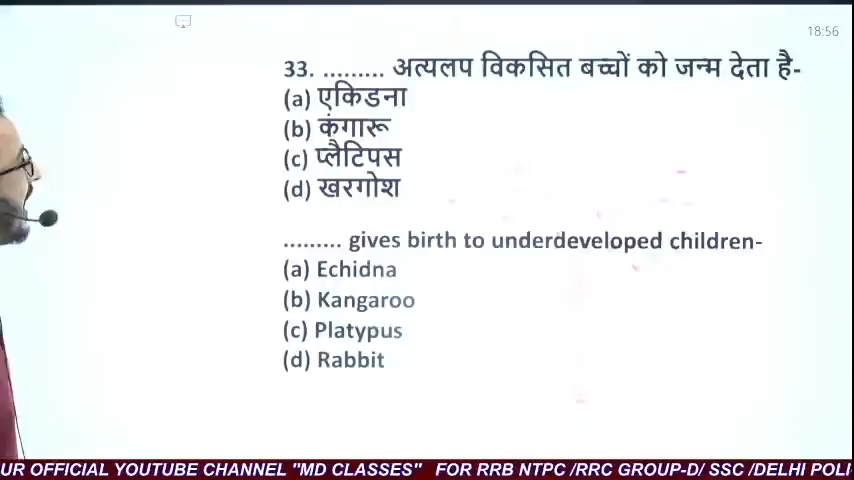 18:56
33. ......... अत्यलप विकसित बच्चों को जन्म देता है-
(a) एकिडना
(b) कंगारू
(c) प्लैटिपस
(d) खरगोश
......... gives birth to underdeveloped children-
(a) Echidna
(b) Kangaroo
(c) Platypus
(d) Rabbit
UR OFFICIAL YOUTUBE CHANNEL "MD CLASSES" FOR RRB NTPC /RRC GROUP-D/ SSC /DELHI POLI